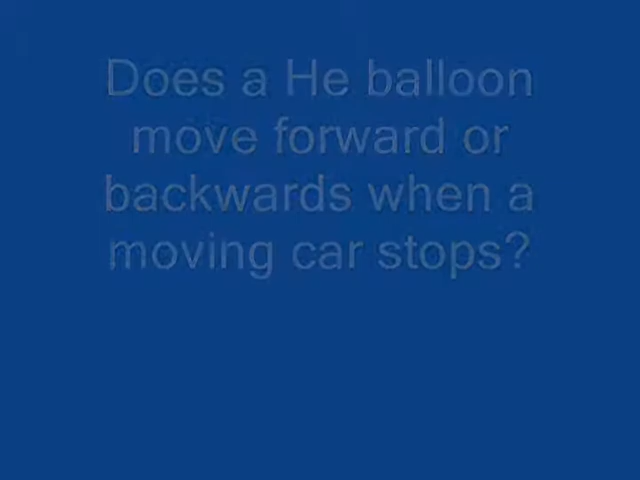 Does a He balloon
move forward or
backwards when a
moving car stops?